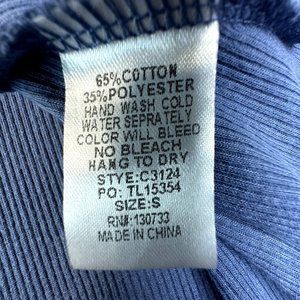 65%COTTON
35%POLYESTER
HAND WASH COLD
WATER SEPRATELY
COLOR WILL BLEED
NO BLEACH
HANG TO DRY
STYE:C3124
PO: TL15354
SIZE:S
RN#:130733
MADE IN CHINA